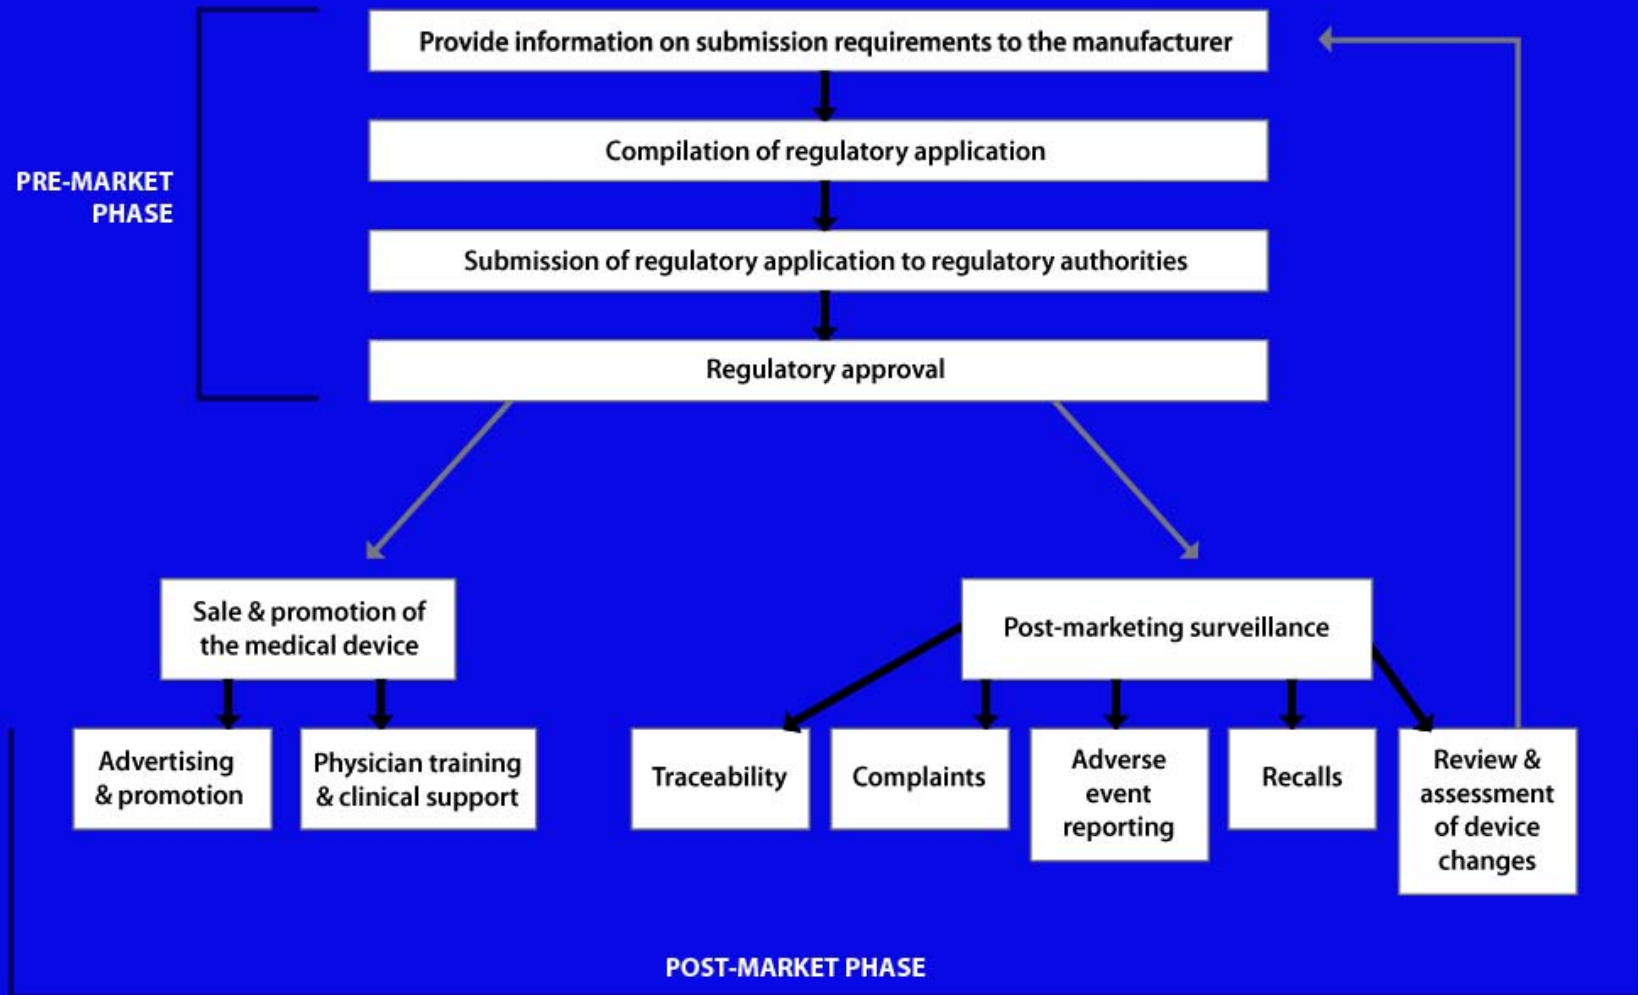 Provide information on submission requirements to the manufacturer
Compilation of regulatory application
PRE-MARKET
PHASE
Submission of regulatory application to regulatory authorities
Regulatory approval
Sale & promotion of
the medical device
Post-marketing surveillance
Advertising
& promotion
Physician training
& clinical support
Traceability
Complaints
Adverse
event
reporting
Recalls
Review &
assessment
of device
changes
POST-MARKET PHASE